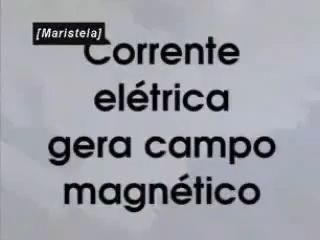 [Maristela]
Corrente
elétrica
gera campo
magnético